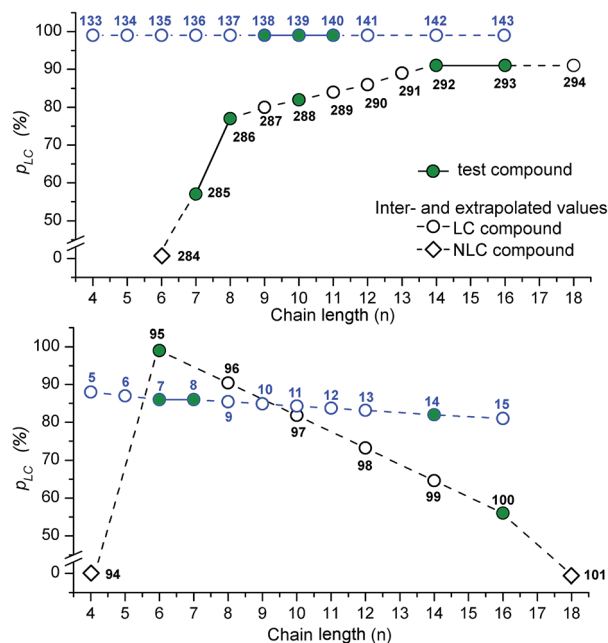 133 134 135 136 137 138 139 140 141 142 143
100
90
80
70
60
50
0
p_LC (%)
284
285
286
287
288
289
290
291
292
293
294
test compound
Inter- and extrapolated values
LC compound
NLC compound
4 5 6 7 8 9 10 11 12 13 14 15 16 17 18
Chain length (n)
100
90
80
70
60
50
0
p_LC (%)
95
96
5 6 7 8 9 10 11 12 13 14 15
97
98
99
100
94
101
4 5 6 7 8 9 10 11 12 13 14 15 16 17 18
Chain length (n)